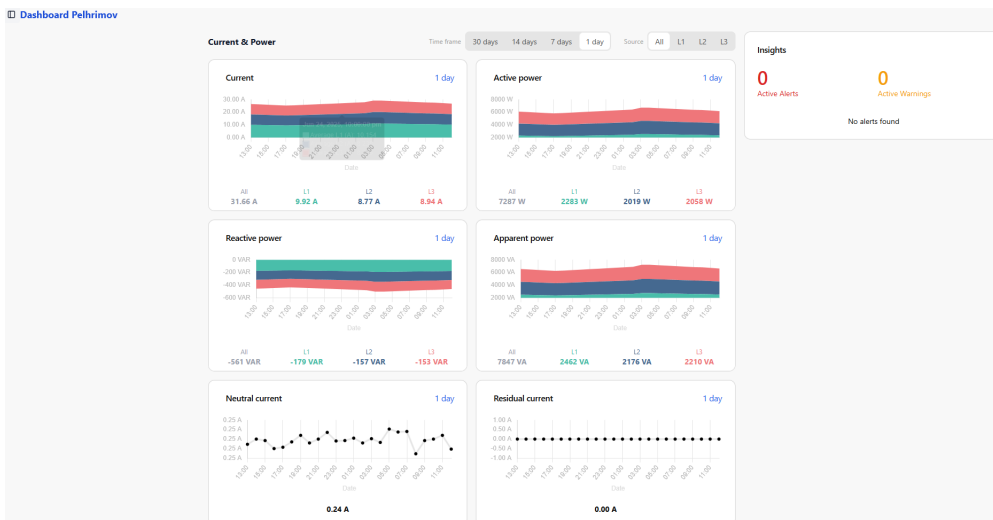 Dashboard Pelhrimov
Current & Power
Time frame 30 days 14 days 7 days 1 day Source All L1 L2 L3
Current 1 day
30.00 A
20.00 A
10.00 A
0.00 A
13:00 15:00 17:00 19:00 21:00 23:00 01:00 03:00 05:00 07:00 09:00 11:00
Date
All L1 L2 L3
31.66 A 9.92 A 8.77 A 8.94 A
Active power 1 day
8000 W
6000 W
4000 W
2000 W
13:00 15:00 17:00 19:00 21:00 23:00 01:00 03:00 05:00 07:00 09:00 11:00
Date
All L1 L2 L3
7287 W 2283 W 2019 W 2058 W
Reactive power 1 day
0 VAR
-200 VAR
-400 VAR
-600 VAR
13:00 15:00 17:00 19:00 21:00 23:00 01:00 03:00 05:00 07:00 09:00 11:00
Date
All L1 L2 L3
-561 VAR -179 VAR -157 VAR -153 VAR
Apparent power 1 day
8000 VA
6000 VA
4000 VA
2000 VA
13:00 15:00 17:00 19:00 21:00 23:00 01:00 03:00 05:00 07:00 09:00 11:00
Date
All L1 L2 L3
7847 VA 2462 VA 2176 VA 2210 VA
Neutral current 1 day
0.25 A
0.25 A
0.25 A
0.25 A
0.25 A
13:00 15:00 17:00 19:00 21:00 23:00 01:00 03:00 05:00 07:00 09:00 11:00
Date
0.24 A
Residual current 1 day
1.00 A
0.50 A
0.00 A
-0.50 A
-1.00 A
13:00 15:00 17:00 19:00 21:00 23:00 01:00 03:00 05:00 07:00 09:00 11:00
Date
0.00 A
Insights
0 0
Active Alerts Active Warnings
No alerts found